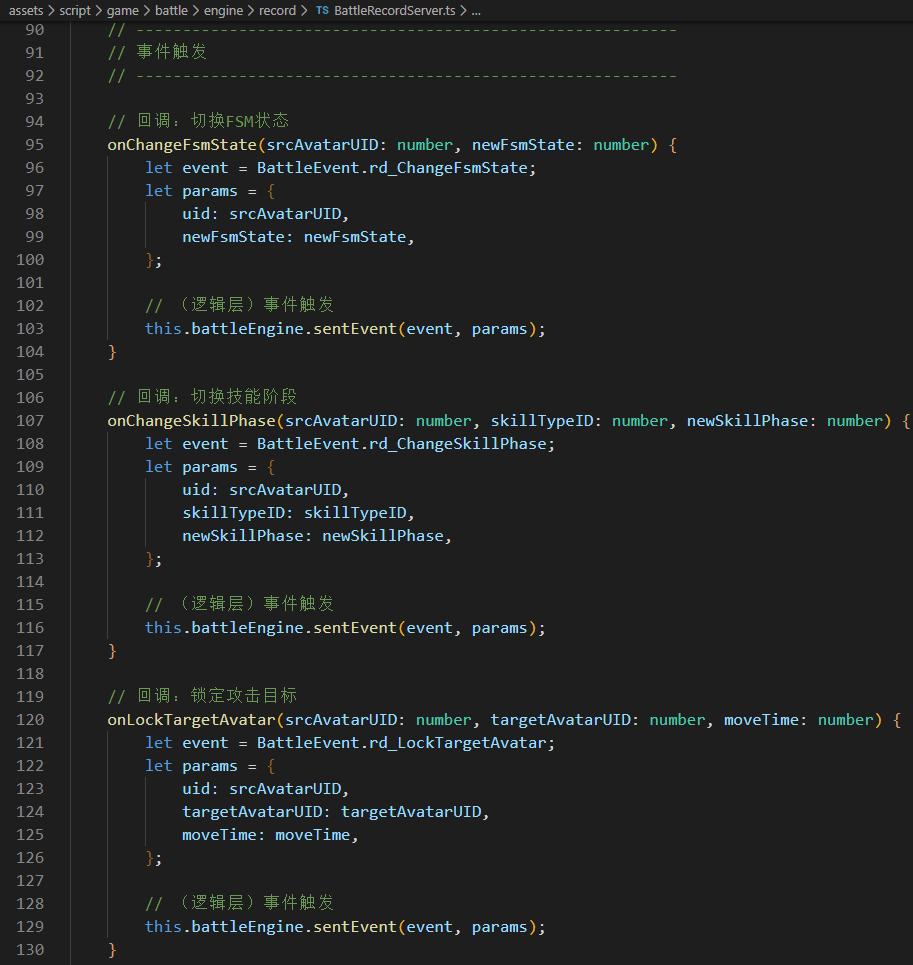 assets > script > game > battle > engine > record > TS BattleRecordServer.ts > ...
90 // ----------------------------------------------------------
91 // 事件触发
92 // ----------------------------------------------------------
93
94 // 回调：切换FSM状态
95 onChangeFsmState(srcAvatarUID: number, newFsmState: number) {
96 let event = BattleEvent.rd_ChangeFsmState;
97 let params = {
98 uid: srcAvatarUID,
99 newFsmState: newFsmState,
100 };
101
102 // （逻辑层）事件触发
103 this.battleEngine.sentEvent(event, params);
104 }
105
106 // 回调：切换技能阶段
107 onChangeSkillPhase(srcAvatarUID: number, skillTypeID: number, newSkillPhase: number) {
108 let event = BattleEvent.rd_ChangeSkillPhase;
109 let params = {
110 uid: srcAvatarUID,
111 skillTypeID: skillTypeID,
112 newSkillPhase: newSkillPhase,
113 };
114
115 // （逻辑层）事件触发
116 this.battleEngine.sentEvent(event, params);
117 }
118
119 // 回调：锁定攻击目标
120 onLockTargetAvatar(srcAvatarUID: number, targetAvatarUID: number, moveTime: number) {
121 let event = BattleEvent.rd_LockTargetAvatar;
122 let params = {
123 uid: srcAvatarUID,
124 targetAvatarUID: targetAvatarUID,
125 moveTime: moveTime,
126 };
127
128 // （逻辑层）事件触发
129 this.battleEngine.sentEvent(event, params);
130 }